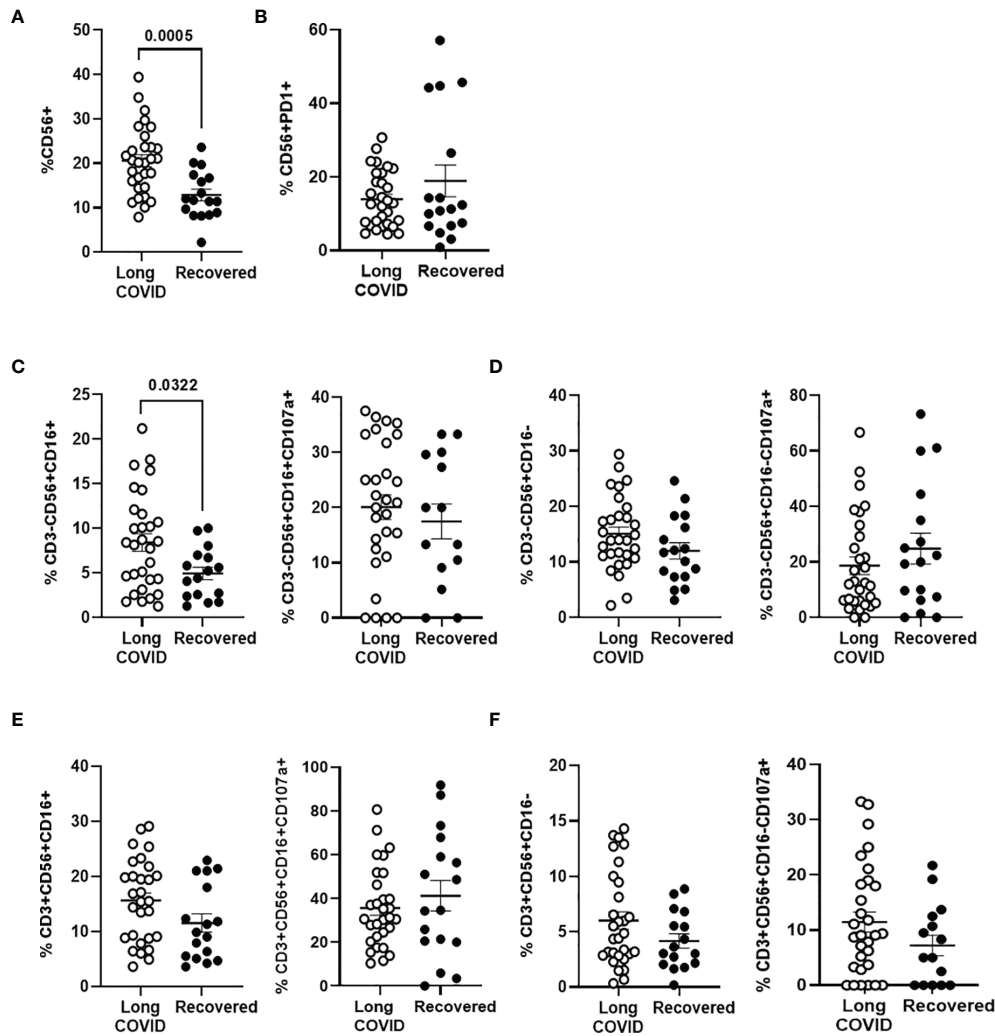 A
B
50
40
30
20
10
0
%CD56+
0.0005
Long
COVID
Recovered
60
40
20
0
% CD56+PD1+
Long
COVID
Recovered
C
D
25
20
15
10
5
0
% CD3-CD56+CD16+
0.0322
Long
COVID
Recovered
40
30
20
10
0
% CD3-CD56+CD16+CD107a+
Long
COVID
Recovered
40
30
20
10
0
% CD3-CD56+CD16-
Long
COVID
Recovered
80
60
40
20
0
% CD3-CD56+CD16-CD107a+
Long
COVID
Recovered
E
F
40
30
20
10
0
% CD3+CD56+CD16+
Long
COVID
Recovered
100
80
60
40
20
0
% CD3+CD56+CD16+CD107a+
Long
COVID
Recovered
20
15
10
5
0
% CD3+CD56+CD16-
Long
COVID
Recovered
40
30
20
10
0
% CD3+CD56+CD16-CD107a+
Long
COVID
Recovered